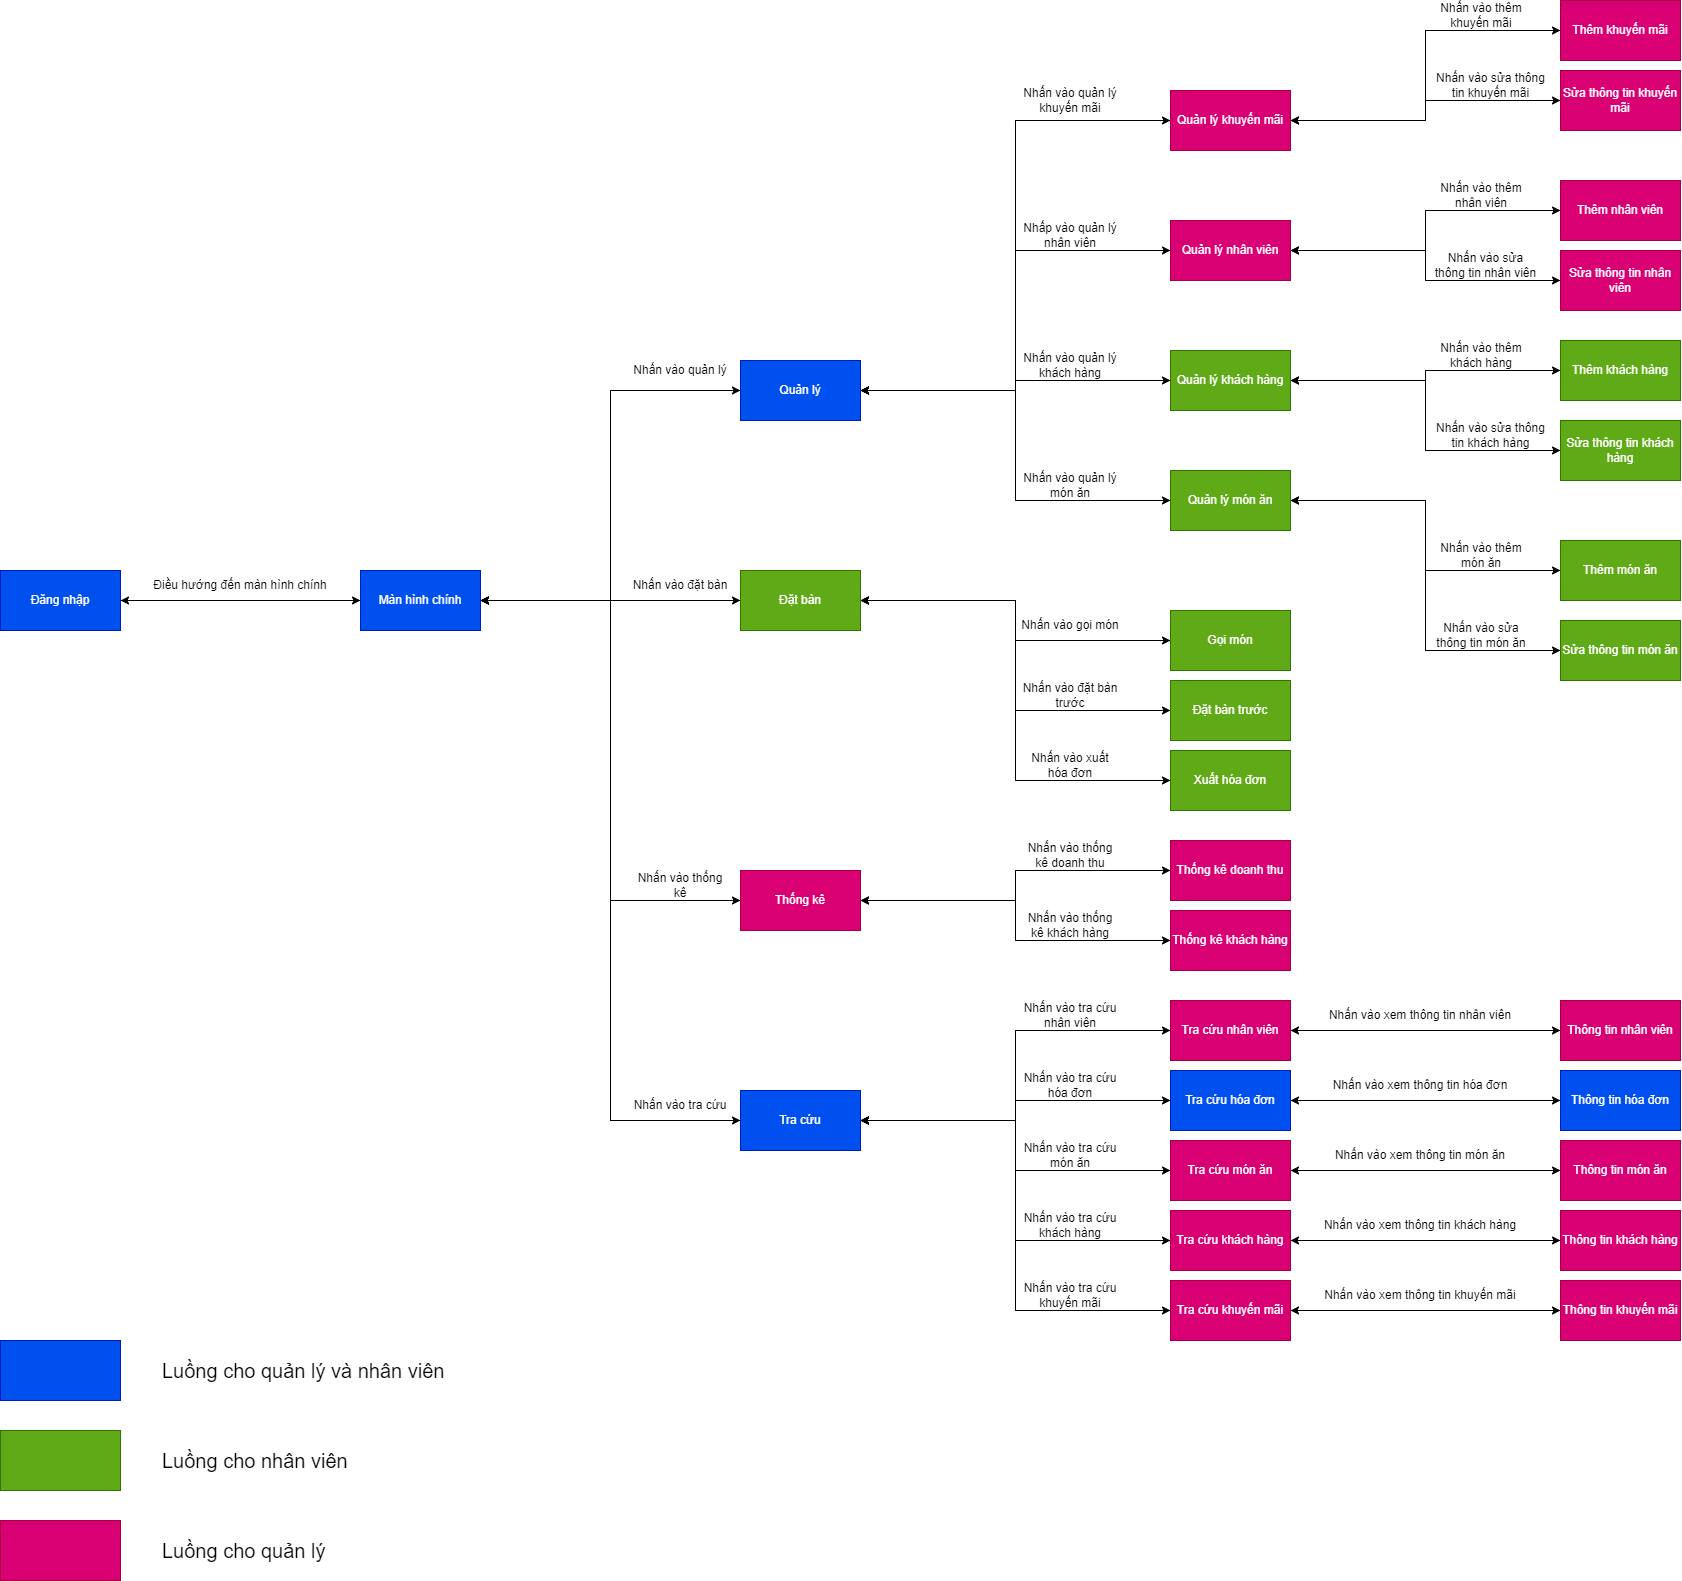 Nhấn vào thêm
khuyến mãi
Thêm khuyến mãi
Nhấn vào sửa thông
tin khuyến mãi
Sửa thông tin khuyến
mãi
Nhấn vào quản lý
khuyến mãi
Quản lý khuyến mãi
Nhấn vào thêm
nhân viên
Thêm nhân viên
Nhấp vào quản lý
nhân viên
Quản lý nhân viên
Nhấn vào sửa
thông tin nhân viên
Sửa thông tin nhân
viên
Nhấn vào quản lý
Quản lý
Nhấn vào quản lý
khách hàng
Quản lý khách hàng
Nhấn vào thêm
khách hàng
Thêm khách hàng
Nhấn vào sửa thông
tin khách hàng
Sửa thông tin khách
hàng
Nhấn vào quản lý
món ăn
Quản lý món ăn
Nhấn vào thêm
món ăn
Thêm món ăn
Nhấn vào sửa
thông tin món ăn
Sửa thông tin món ăn
Đăng nhập
Điều hướng đến màn hình chính
Màn hình chính
Nhấn vào đặt bàn
Đặt bàn
Nhấn vào gọi món
Gọi món
Nhấn vào đặt bàn
trước
Đặt bàn trước
Nhấn vào xuất
hóa đơn
Xuất hóa đơn
Nhấn vào thống
kê
Thống kê
Nhấn vào thống
kê doanh thu
Thống kê doanh thu
Nhấn vào thống
kê khách hàng
Thống kê khách hàng
Nhấn vào tra cứu
Tra cứu
Nhấn vào tra cứu
nhân viên
Tra cứu nhân viên
Nhấn vào xem thông tin nhân viên
Thông tin nhân viên
Nhấn vào tra cứu
hóa đơn
Tra cứu hóa đơn
Nhấn vào xem thông tin hóa đơn
Thông tin hóa đơn
Nhấn vào tra cứu
món ăn
Tra cứu món ăn
Nhấn vào xem thông tin món ăn
Thông tin món ăn
Nhấn vào tra cứu
khách hàng
Tra cứu khách hàng
Nhấn vào xem thông tin khách hàng
Thông tin khách hàng
Nhấn vào tra cứu
khuyến mãi
Tra cứu khuyến mãi
Nhấn vào xem thông tin khuyến mãi
Thông tin khuyến mãi
Luồng cho quản lý và nhân viên
Luồng cho nhân viên
Luồng cho quản lý